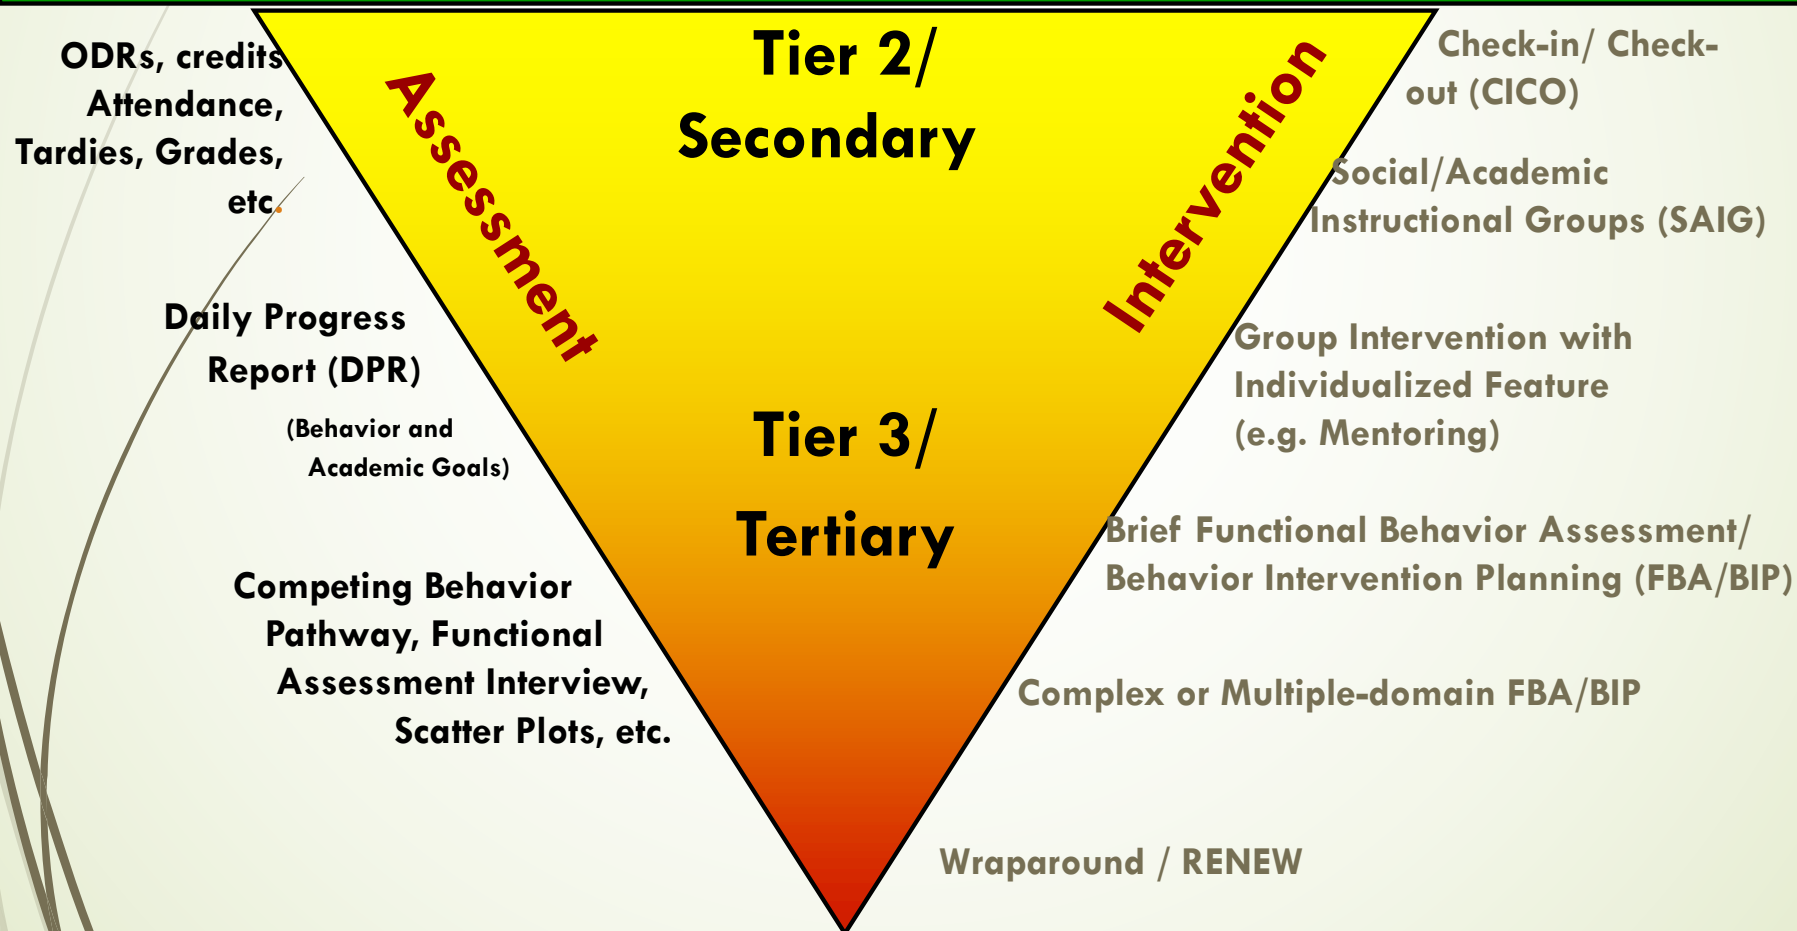 ODRs, credits
Attendance,
Tardies, Grades,
etc.
Daily Progress
Report (DPR)
(Behavior and
Academic Goals)
Competing Behavior
Pathway, Functional
Assessment Interview,
Scatter Plots, etc.
Assessment
Tier 2/
Secondary
Tier 3/
Tertiary
Intervention
Check-in/ Check-
out (CICO)
Social/Academic
Instructional Groups (SAIG)
Group Intervention with
Individualized Feature
(e.g. Mentoring)
Brief Functional Behavior Assessment/
Behavior Intervention Planning (FBA/BIP)
Complex or Multiple-domain FBA/BIP
Wraparound / RENEW